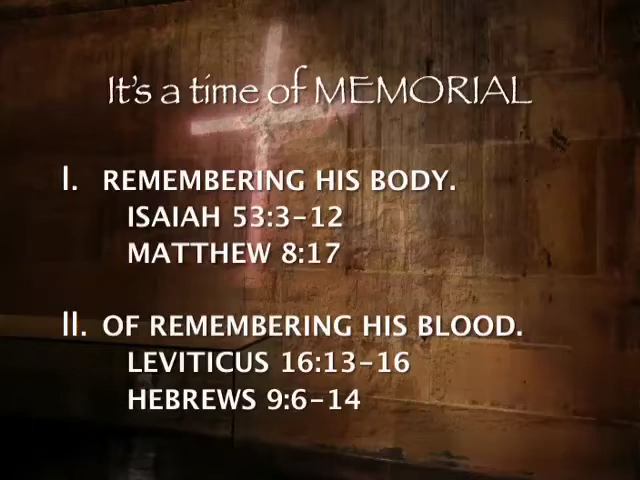 It's a time of MEMORIAL
I. REMEMBERING HIS BODY.
ISAIAH 53:3-12
MATTHEW 8:17
II. OF REMEMBERING HIS BLOOD.
LEVITICUS 16:13-16
HEBREWS 9:6-14